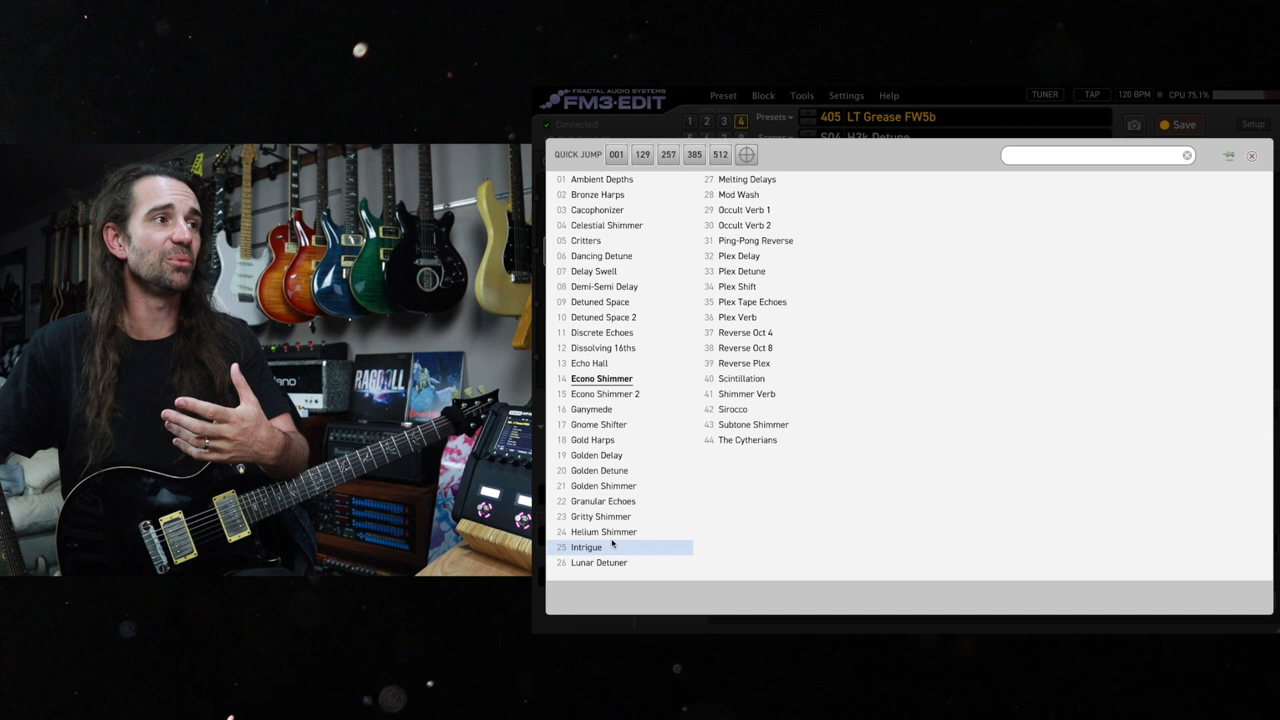 FRACTAL AUDIO SYSTEMS
FM3-EDIT
Preset Block Tools Settings Help
TUNER TAP 120 BPM CPU 75.1%
Connected!
1 2 3 4
Presets
405 LT Grease FW5b
Save
Setup
S04 H3k Detune
QUICK JUMP 001 129 257 385 512
01 Ambient Depths
02 Bronze Harps
03 Cacophonizer
04 Celestial Shimmer
05 Critters
06 Dancing Detune
07 Delay Swell
08 Demi-Semi Delay
09 Detuned Space
10 Detuned Space 2
11 Discrete Echoes
12 Dissolving 16ths
13 Echo Hall
14 Econo Shimmer
15 Econo Shimmer 2
16 Ganymede
17 Gnome Shifter
18 Gold Harps
19 Golden Delay
20 Golden Detune
21 Golden Shimmer
22 Granular Echoes
23 Gritty Shimmer
24 Helium Shimmer
25 Intrigue
26 Lunar Detuner
27 Melting Delays
28 Mod Wash
29 Occult Verb 1
30 Occult Verb 2
31 Ping-Pong Reverse
32 Plex Delay
33 Plex Detune
34 Plex Shift
35 Plex Tape Echoes
36 Plex Verb
37 Reverse Oct 4
38 Reverse Oct 8
39 Reverse Plex
40 Scintillation
41 Shimmer Verb
42 Sirocco
43 Subtone Shimmer
44 The Cytherians
RAGDOLL